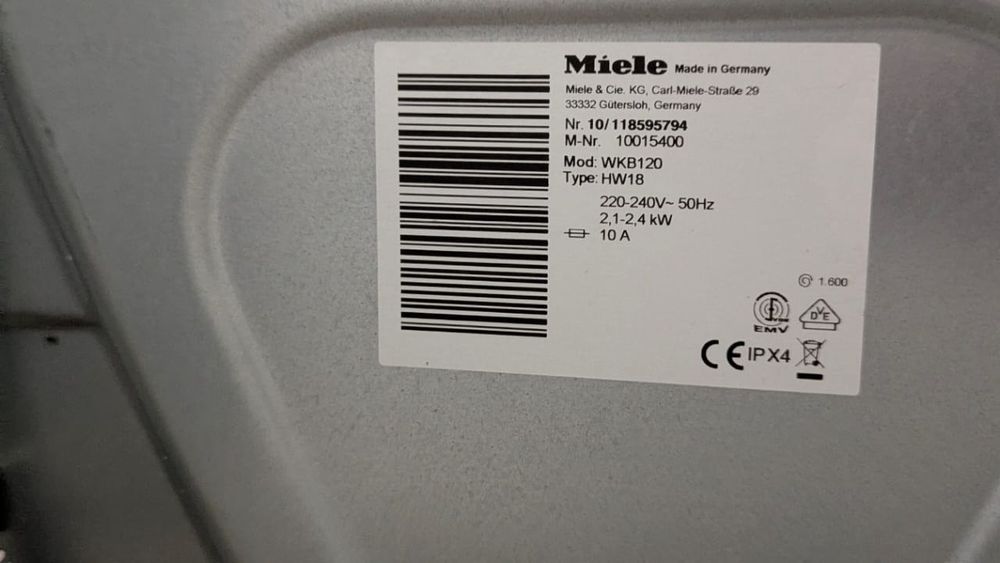 Miele Made in Germany
Miele & Cie. KG, Carl-Miele-Straße 29
33332 Gütersloh, Germany
Nr. 10/118595794
M-Nr. 10015400
Mod: WKB120
Type: HW18
220-240V~ 50Hz
2,1-2,4 kW
10 A
1.600
EMV
DVE
CE IPX4